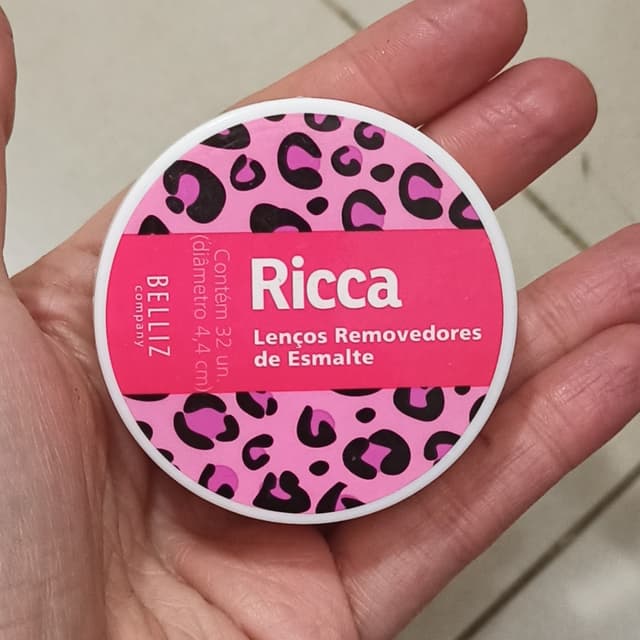 Ricca
Lenços Removedores
de Esmalte
Contém 32 un.
(diâmetro 4,4 cm)
BELLIZ
company